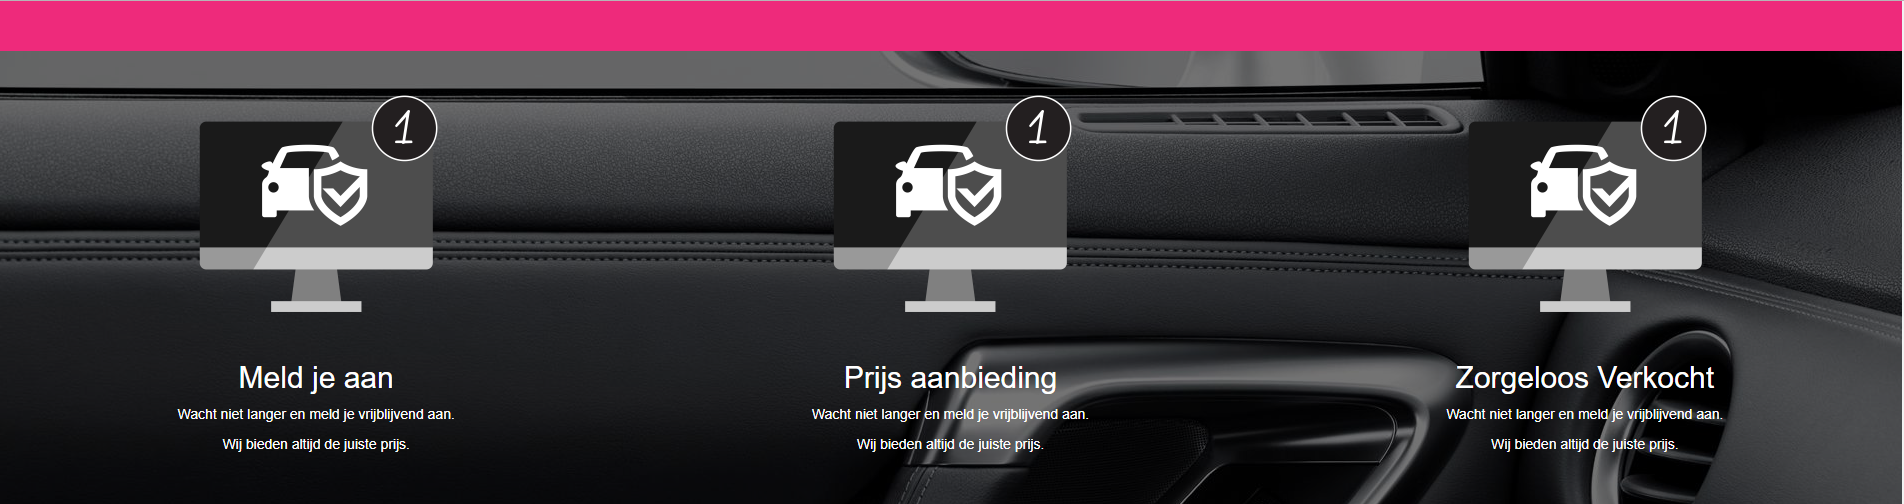 1
1
1
Meld je aan
Wacht niet langer en meld je vrijblijvend aan.
Wij bieden altijd de juiste prijs.
Prijs aanbieding
Wacht niet langer en meld je vrijblijvend aan.
Wij bieden altijd de juiste prijs.
Zorgeloos Verkocht
Wacht niet langer en meld je vrijblijvend aan.
Wij bieden altijd de juiste prijs.